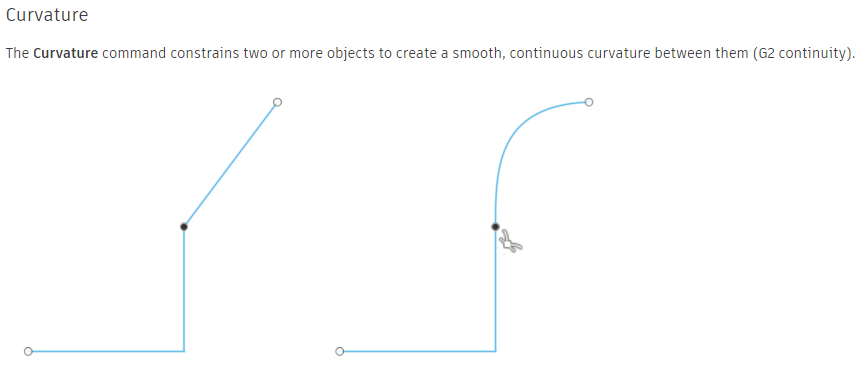 Curvature
The Curvature command constrains two or more objects to create a smooth, continuous curvature between them (G2 continuity).